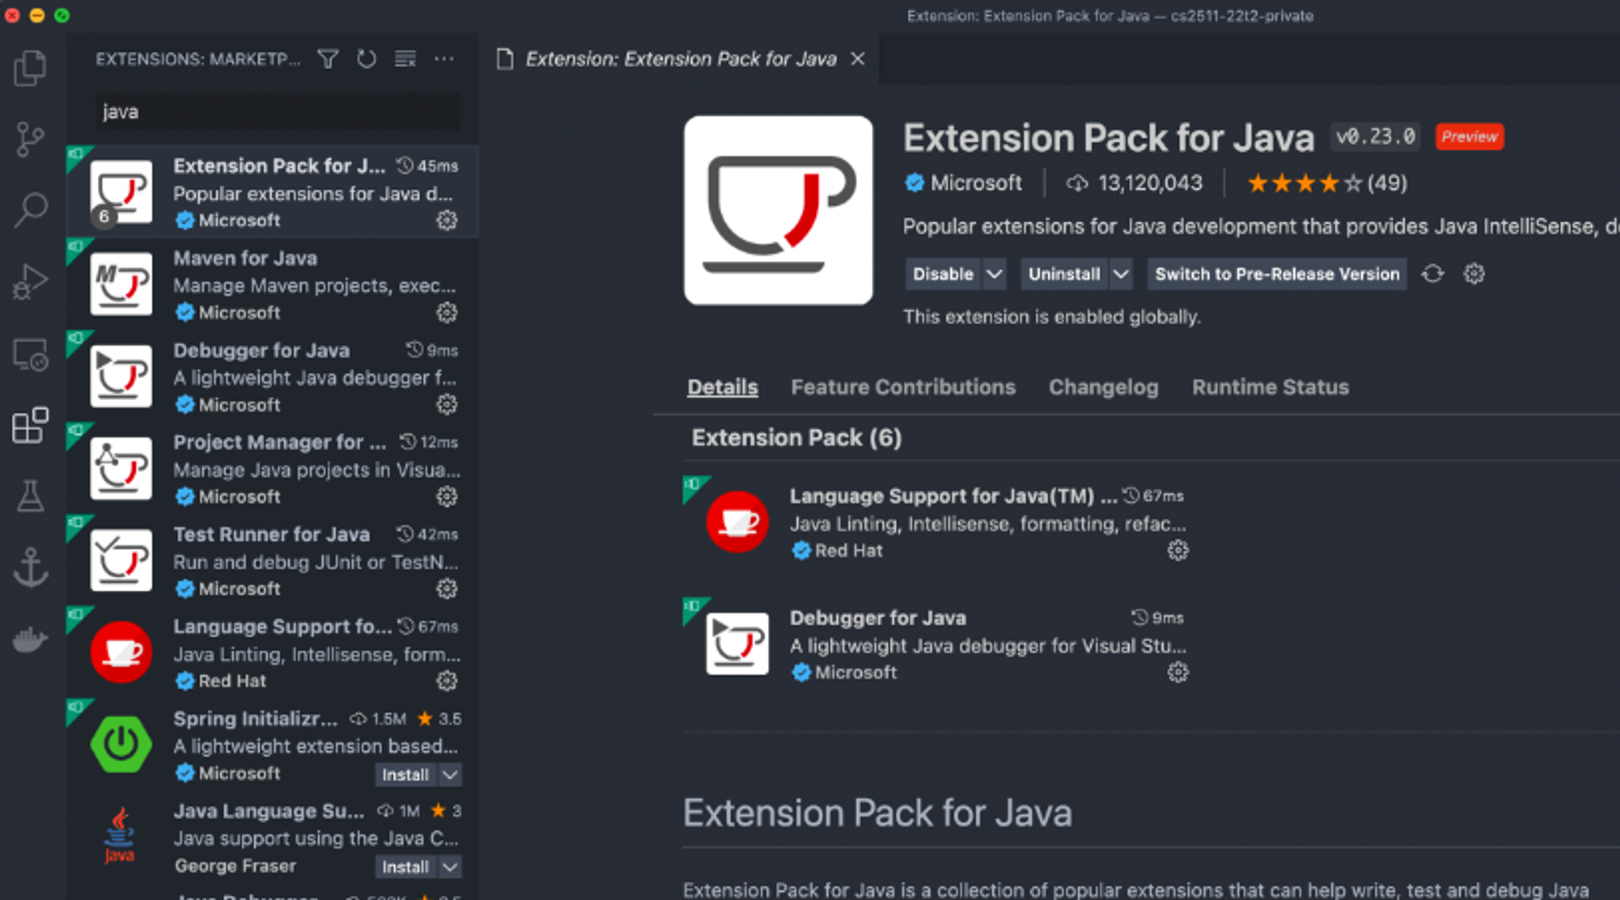 Extension: Extension Pack for Java — cs2511-22t2-private
EXTENSIONS: MARKETP...
java
Extension Pack for J... 45ms
Popular extensions for Java d...
6
Microsoft
Maven for Java
Manage Maven projects, exec...
M
Microsoft
Debugger for Java 9ms
A lightweight Java debugger f...
Microsoft
Project Manager for ... 12ms
Manage Java projects in Visua...
Microsoft
Test Runner for Java 42ms
Run and debug JUnit or TestN...
Microsoft
Language Support fo... 67ms
Java Linting, Intellisense, form...
Red Hat
Spring Initializr... 1.5M ★ 3.5
A lightweight extension based...
Microsoft Install
Java Language Su... 1M ★ 3
Java support using the Java C...
Java
George Fraser Install
Extension: Extension Pack for Java
Extension Pack for Java v0.23.0 Preview
Microsoft 13,120,043 ★★★★☆ (49)
Popular extensions for Java development that provides Java IntelliSense,
Disable Uninstall Switch to Pre-Release Version
This extension is enabled globally.
Details Feature Contributions Changelog Runtime Status
Extension Pack (6)
Language Support for Java(TM) ... 67ms
Java Linting, Intellisense, formatting, refac...
Red Hat
Debugger for Java 9ms
A lightweight Java debugger for Visual Stu...
Microsoft
Extension Pack for Java
Extension Pack for Java is a collection of popular extensions that can help write, test and debug Java